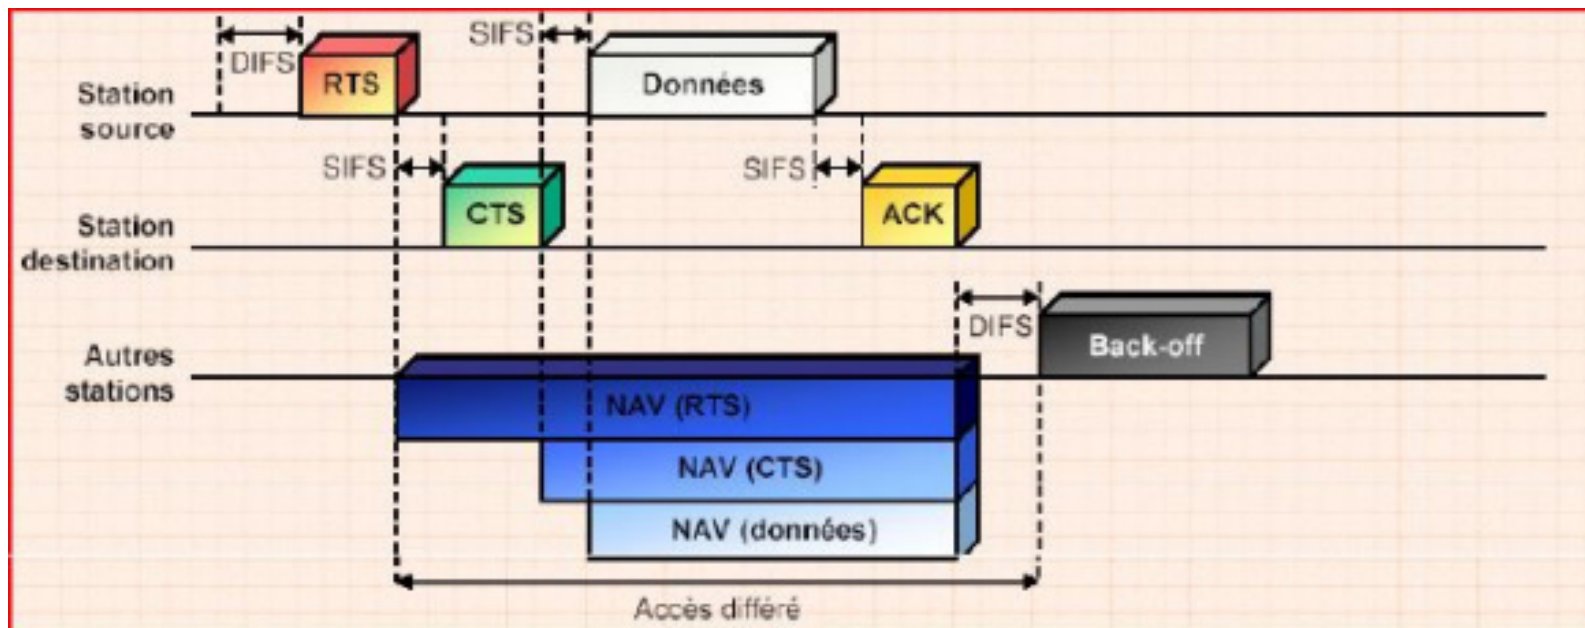 SIFS
DIFS
RTS
Données
Station
source
SIFS
SIFS
CTS
ACK
Station
destination
DIFS
Back-off
Autres
stations
NAV (RTS)
NAV (CTS)
NAV (données)
Accès différé